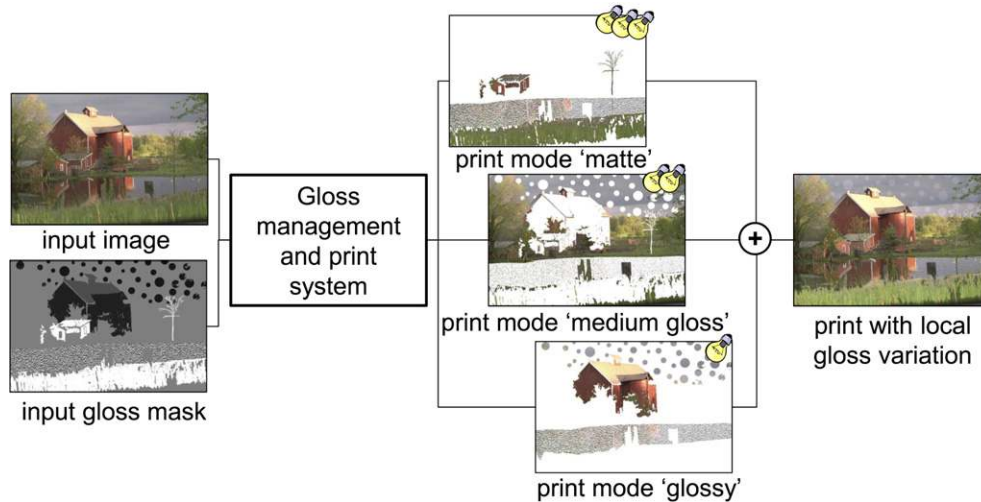 input image
input gloss mask
Gloss
management
and print
system
print mode ‘matte’
print mode ‘medium gloss’
print mode ‘glossy’
+
print with local
gloss variation